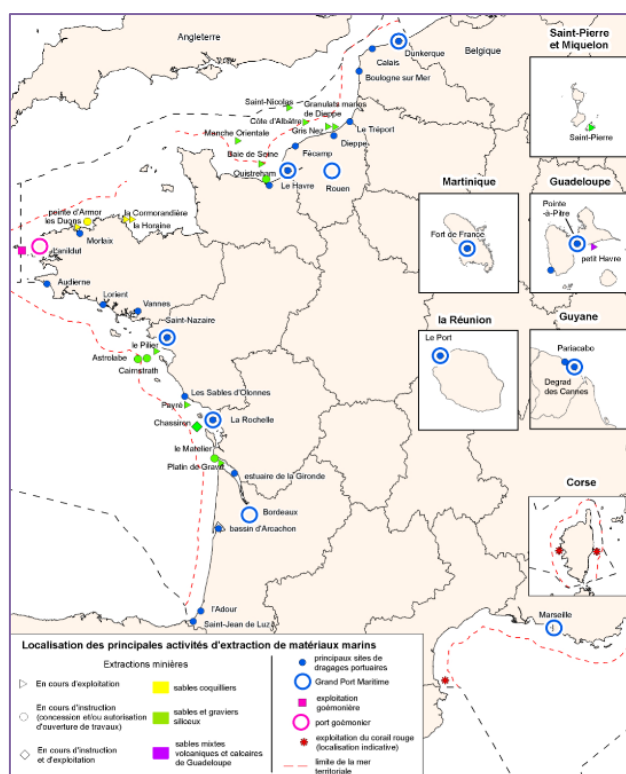 Angleterre
Dunkerque
Belgique
Calais
Boulogne sur Mer
Saint-Pierre
et Miquelon
Saint-Pierre
Saint-Nicolas
Granulats marins
de Dieppe
Côte d'Albâtre
Gris Nez
Le Tréport
Dieppe
Manche Orientale
Fécamp
Baie de Seine
Ouistreham
Le Havre
Rouen
Martinique
Fort de France
Guadeloupe
Pointe
-à-Pitre
petit Havre
pointe d'Armor
les Duons
la Cormorandière
la Horaine
Morlaix
Lanildut
Audierne
Lorient
Vannes
Saint-Nazaire
le Pilier
Astrolabe
Cairnstrath
la Réunion
Le Port
Guyane
Pariacabo
Degrad
des Cannes
Les Sables d'Olonnes
Payré
Chassiron
La Rochelle
le Matelier
Platin de Grave
estuaire de la Gironde
Bordeaux
bassin d'Arcachon
Corse
l'Adour
Saint-Jean de Luz
Marseille
Localisation des principales activités d'extraction de matériaux marins
Extractions minières
En cours d'exploitation
En cours d'instruction
(concession et/ou autorisation
d'ouverture de travaux)
En cours d'instruction
et d'exploitation
sables coquilliers
sables et graviers
siliceux
sables mixtes
volcaniques et calcaires
de Guadeloupe
principaux sites de
dragages portuaires
Grand Port Maritime
exploitation
goémonière
port goémonier
exploitation du corail rouge
(localisation indicative)
limite de la mer
territoriale